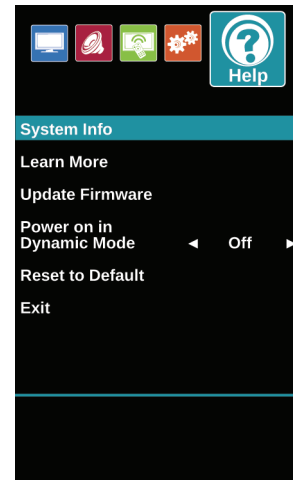 Help
System Info
Learn More
Update Firmware
Power on in
Dynamic Mode ◄ Off ►
Reset to Default
Exit